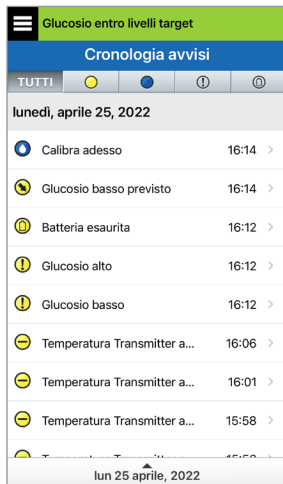 Glucosio entro livelli target
Cronologia avvisi
TUTTI
lunedì, aprile 25, 2022
Calibra adesso 16:14
Glucosio basso previsto 16:14
Batteria esaurita 16:12
Glucosio alto 16:12
Glucosio basso 16:12
Temperatura Transmitter a... 16:06
Temperatura Transmitter a... 16:01
Temperatura Transmitter a... 15:58
lun 25 aprile, 2022